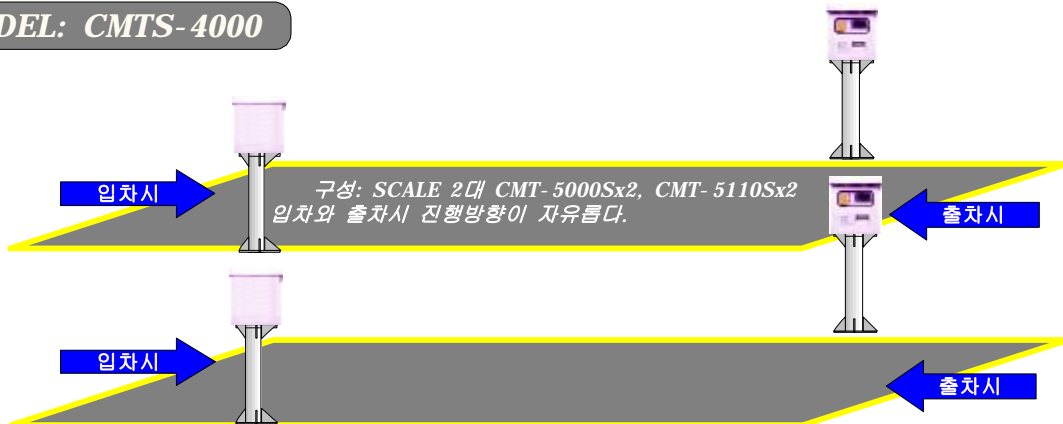 DEL: CMTS-4000
입차시
구성: SCALE 2대 CMT-5000Sx2, CMT-5110Sx2
입차와 출차시 진행방향이 자유롭다.
출차시
입차시
출차시